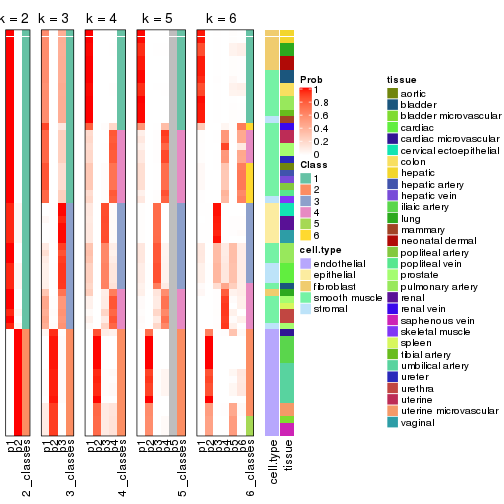 k = 2 k = 3 k = 4 k = 5 k = 6
p1
p2
2_classes
p1
p2
p3
3_classes
p1
p2
p3
p4
4_classes
p1
p2
p3
p4
p5
5_classes
p1
p2
p3
p4
p5
p6
6_classes
cell.type
tissue
Prob
1
0.8
0.6
0.4
0.2
0
Class
1
2
3
4
5
6
cell.type
endothelial
epithelial
fibroblast
smooth muscle
stromal
tissue
aortic
bladder
bladder microvascular
cardiac
cardiac microvascular
cervical ectoepithelial
colon
hepatic
hepatic artery
hepatic vein
iliaic artery
lung
mammary
neonatal dermal
popliteal artery
popliteal vein
prostate
pulmonary artery
renal
renal vein
saphenous vein
skeletal muscle
spleen
tibial artery
umbilical artery
ureter
urethra
uterine
uterine microvascular
vaginal